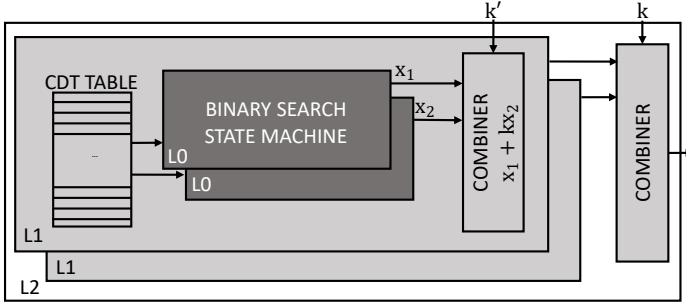 k′
k
CDT TABLE
...
BINARY SEARCH
STATE MACHINE
L0
L0
x₁
x₂
COMBINER
x₁ + kx₂
COMBINER
L1
L1
L2